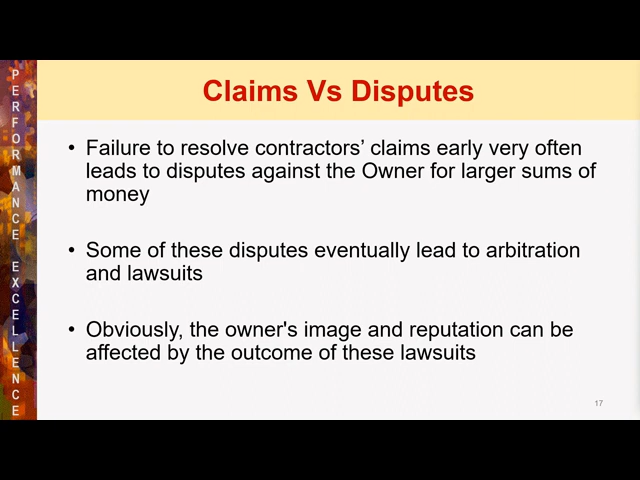 PERFORMANCE EXCELLENCE
Claims Vs Disputes
• Failure to resolve contractors’ claims early very often
leads to disputes against the Owner for larger sums of
money
• Some of these disputes eventually lead to arbitration
and lawsuits
• Obviously, the owner's image and reputation can be
affected by the outcome of these lawsuits
17